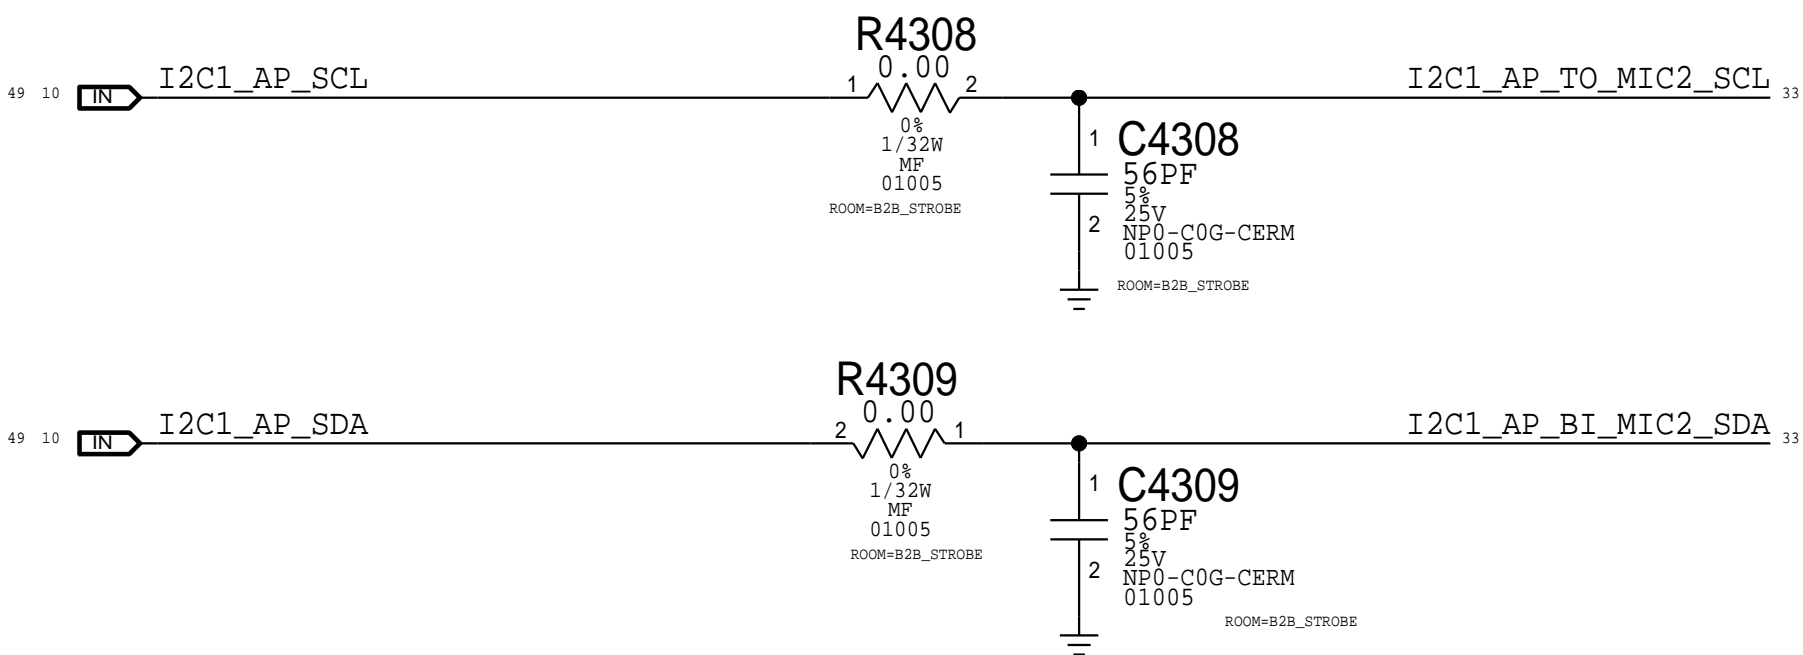 R4308
0.00
49 10 IN I2C1_AP_SCL 1 2 I2C1_AP_TO_MIC2_SCL 33
0%
1/32W
MF
01005
ROOM=B2B_STROBE
1 C4308
56PF
5%
25V
2 NP0-C0G-CERM
01005
ROOM=B2B_STROBE
R4309
0.00
49 10 IN I2C1_AP_SDA 2 1 I2C1_AP_BI_MIC2_SDA 33
0%
1/32W
MF
01005
ROOM=B2B_STROBE
1 C4309
56PF
5%
25V
2 NP0-C0G-CERM
01005
ROOM=B2B_STROBE